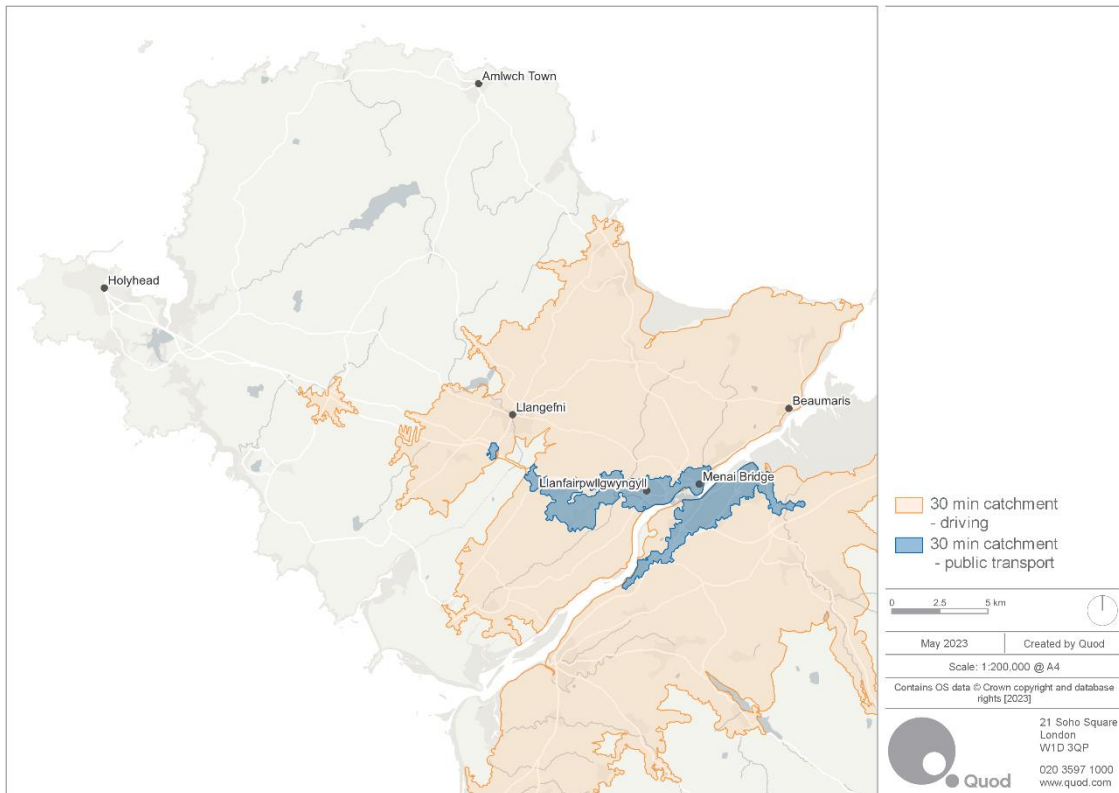 Amlwch Town
Holyhead
Llangefni
Beaumaris
Llanfairpwllgwyngyll
Menai Bridge
30 min catchment
- driving
30 min catchment
- public transport
0 2.5 5 km
May 2023
Created by Quod
Scale: 1:200,000 @ A4
Contains OS data © Crown copyright and database
rights [2023]
21 Soho Square
London
W1D 3QP
020 3597 1000
www.quod.com
Quod